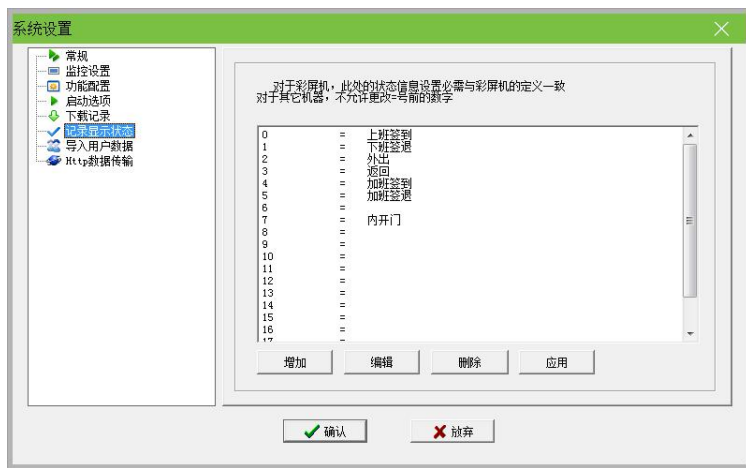 系统设置
常规
监控设置
功能配置
启动选项
下载记录
记录显示状态
导入用户数据
Http数据传输
对于彩屏机，此处的状态信息设置必需与彩屏机的定义一致
对于其它机器，不允许更改=号前的数字
0 = 上班签到
1 = 下班签退
2 = 外出
3 = 返回
4 = 加班签到
5 = 加班签退
6 =
7 = 内开门
8 =
9 =
10 =
11 =
12 =
13 =
14 =
15 =
16 =
17 =
增加 编辑 删除 应用
确认 放弃